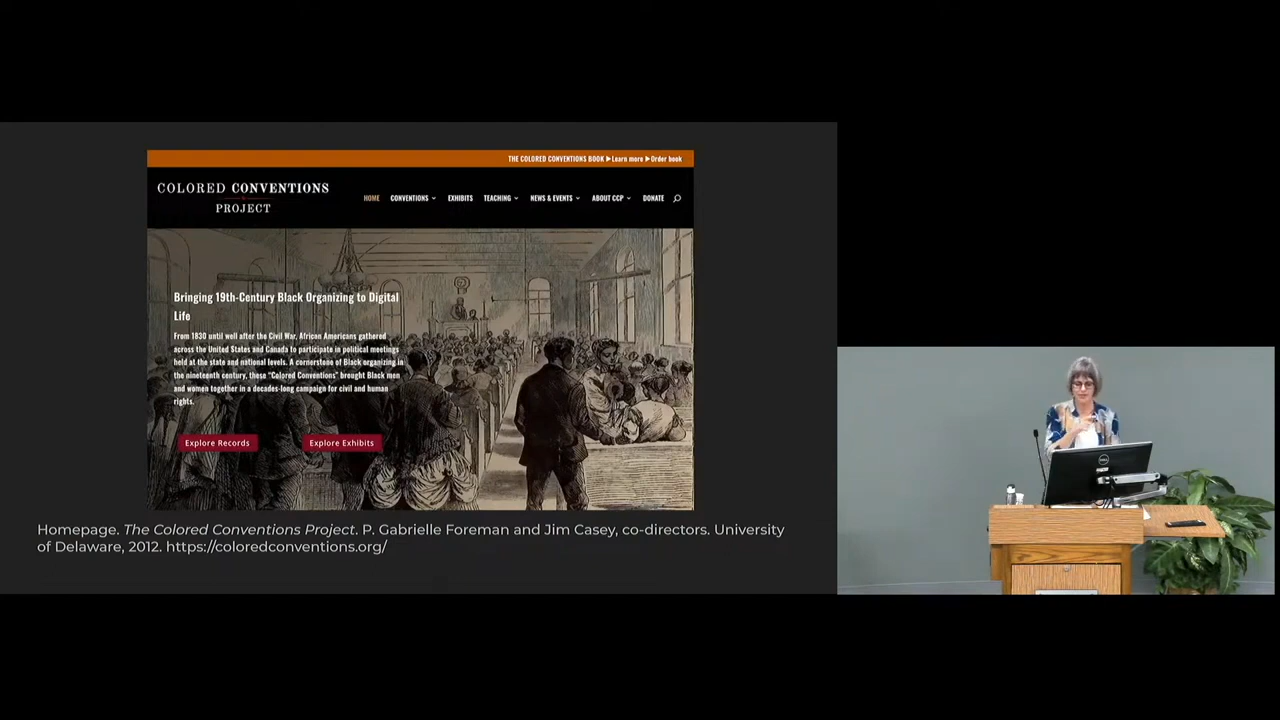 THE COLORED CONVENTIONS BOOK ▶Learn more ▶Order book
COLORED CONVENTIONS
PROJECT
HOME CONVENTIONS EXHIBITS TEACHING NEWS & EVENTS ABOUT CCP DONATE
Bringing 19th-Century Black Organizing to Digital
Life
From 1830 until well after the Civil War, African Americans gathered
across the United States and Canada to participate in political meetings
held at the state and national levels. A cornerstone of Black organizing in
the nineteenth century, these "Colored Conventions" brought Black men
and women together in a decades-long campaign for civil and human
rights.
Explore Records Explore Exhibits
Homepage. The Colored Conventions Project. P. Gabrielle Foreman and Jim Casey, co-directors. University
of Delaware, 2012. https://coloredconventions.org/
DELL